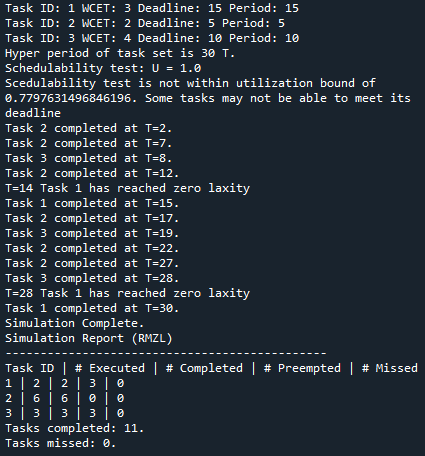 Task ID: 1 WCET: 3 Deadline: 15 Period: 15
Task ID: 2 WCET: 2 Deadline: 5 Period: 5
Task ID: 3 WCET: 4 Deadline: 10 Period: 10
Hyper period of task set is 30 T.
Schedulability test: U = 1.0
Scedulability test is not within utilization bound of
0.7797631496846196. Some tasks may not be able to meet its
deadline
Task 2 completed at T=2.
Task 2 completed at T=7.
Task 3 completed at T=8.
Task 2 completed at T=12.
T=14 Task 1 has reached zero laxity
Task 1 completed at T=15.
Task 2 completed at T=17.
Task 3 completed at T=19.
Task 2 completed at T=22.
Task 2 completed at T=27.
Task 3 completed at T=28.
T=28 Task 1 has reached zero laxity
Task 1 completed at T=30.
Simulation Complete.
Simulation Report (RMZL)
-----------------------------------------------
Task ID | # Executed | # Completed | # Preempted | # Missed
1 | 2 | 2 | 3 | 0
2 | 6 | 6 | 0 | 0
3 | 3 | 3 | 3 | 0
Tasks completed: 11.
Tasks missed: 0.